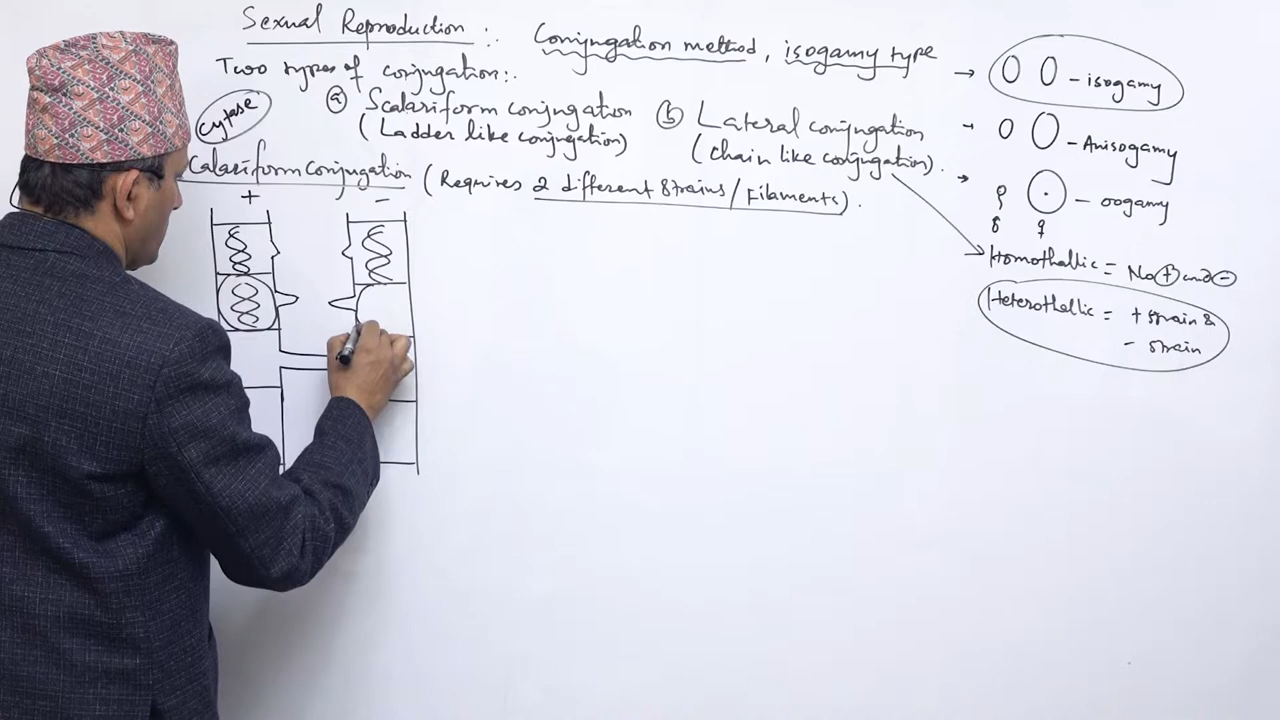 Sexual Reproduction :. Conjugation method, isogamy type
Two types of conjugation :.
ⓐ Scalariform conjugation
(Ladder like conjugation)
ⓑ Lateral conjugation
(chain like conjugation).
Cytase
calariform conjugation (Requires 2 different strains/Filaments).
+ -
→ - isogamy
- Anisogamy
→ - oogamy
♂ ♀
Homothallic = No + and -
Heterothallic = + strain &
- strain